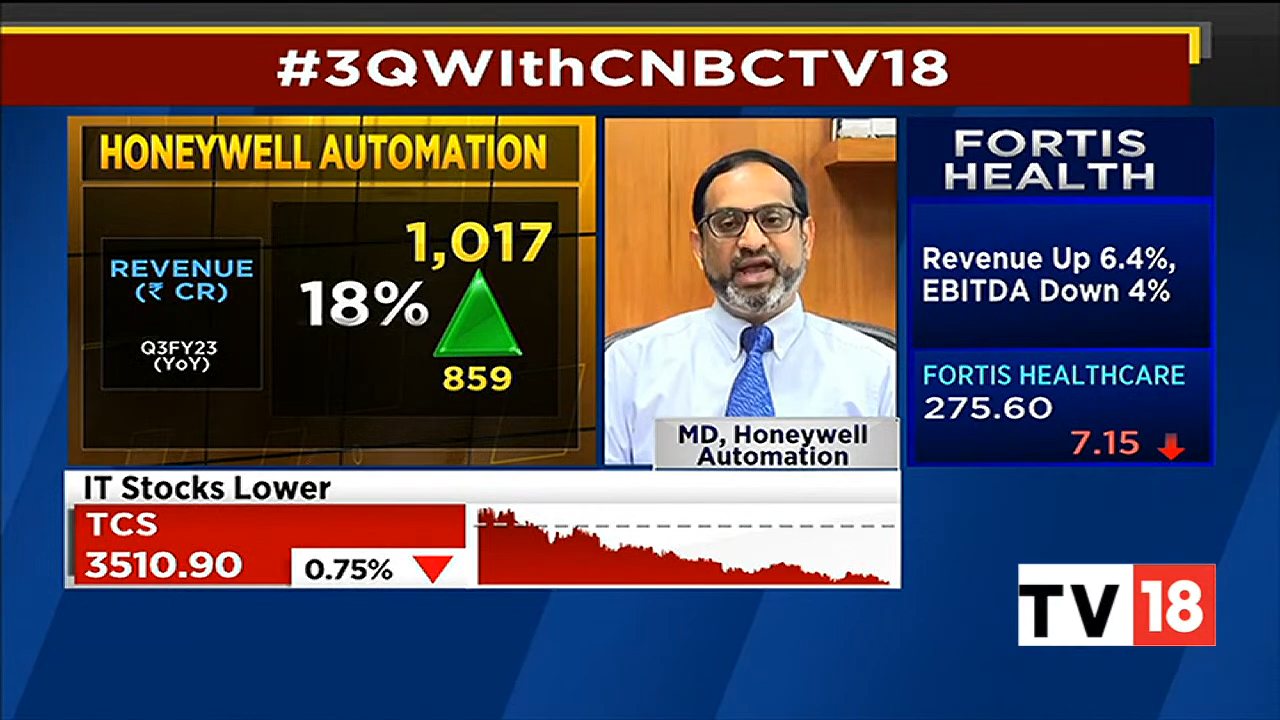 #3QWIthCNBCTV18
HONEYWELL AUTOMATION
REVENUE
(₹ CR)
Q3FY23
(YoY)
1,017
18%
859
MD, Honeywell
Automation
FORTIS
HEALTH
Revenue Up 6.4%,
EBITDA Down 4%
FORTIS HEALTHCARE
275.60
7.15
IT Stocks Lower
TCS
3510.90
0.75%
TV18